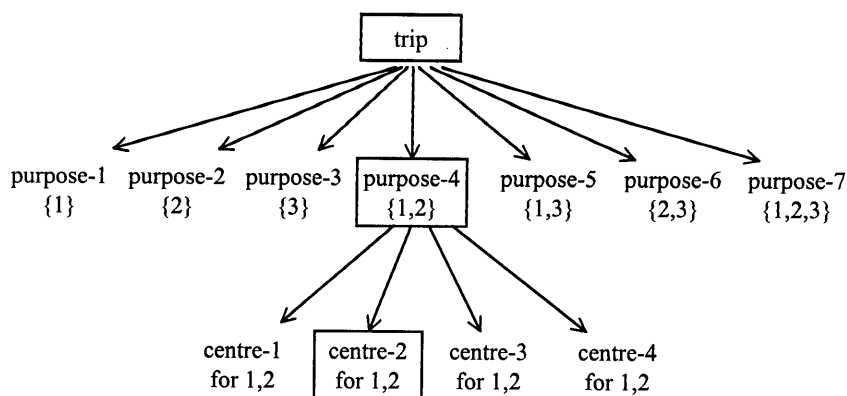 trip
purpose-1 purpose-2 purpose-3 purpose-4 purpose-5 purpose-6 purpose-7
{1} {2} {3} {1,2} {1,3} {2,3} {1,2,3}
centre-1 centre-2 centre-3 centre-4
for 1,2 for 1,2 for 1,2 for 1,2